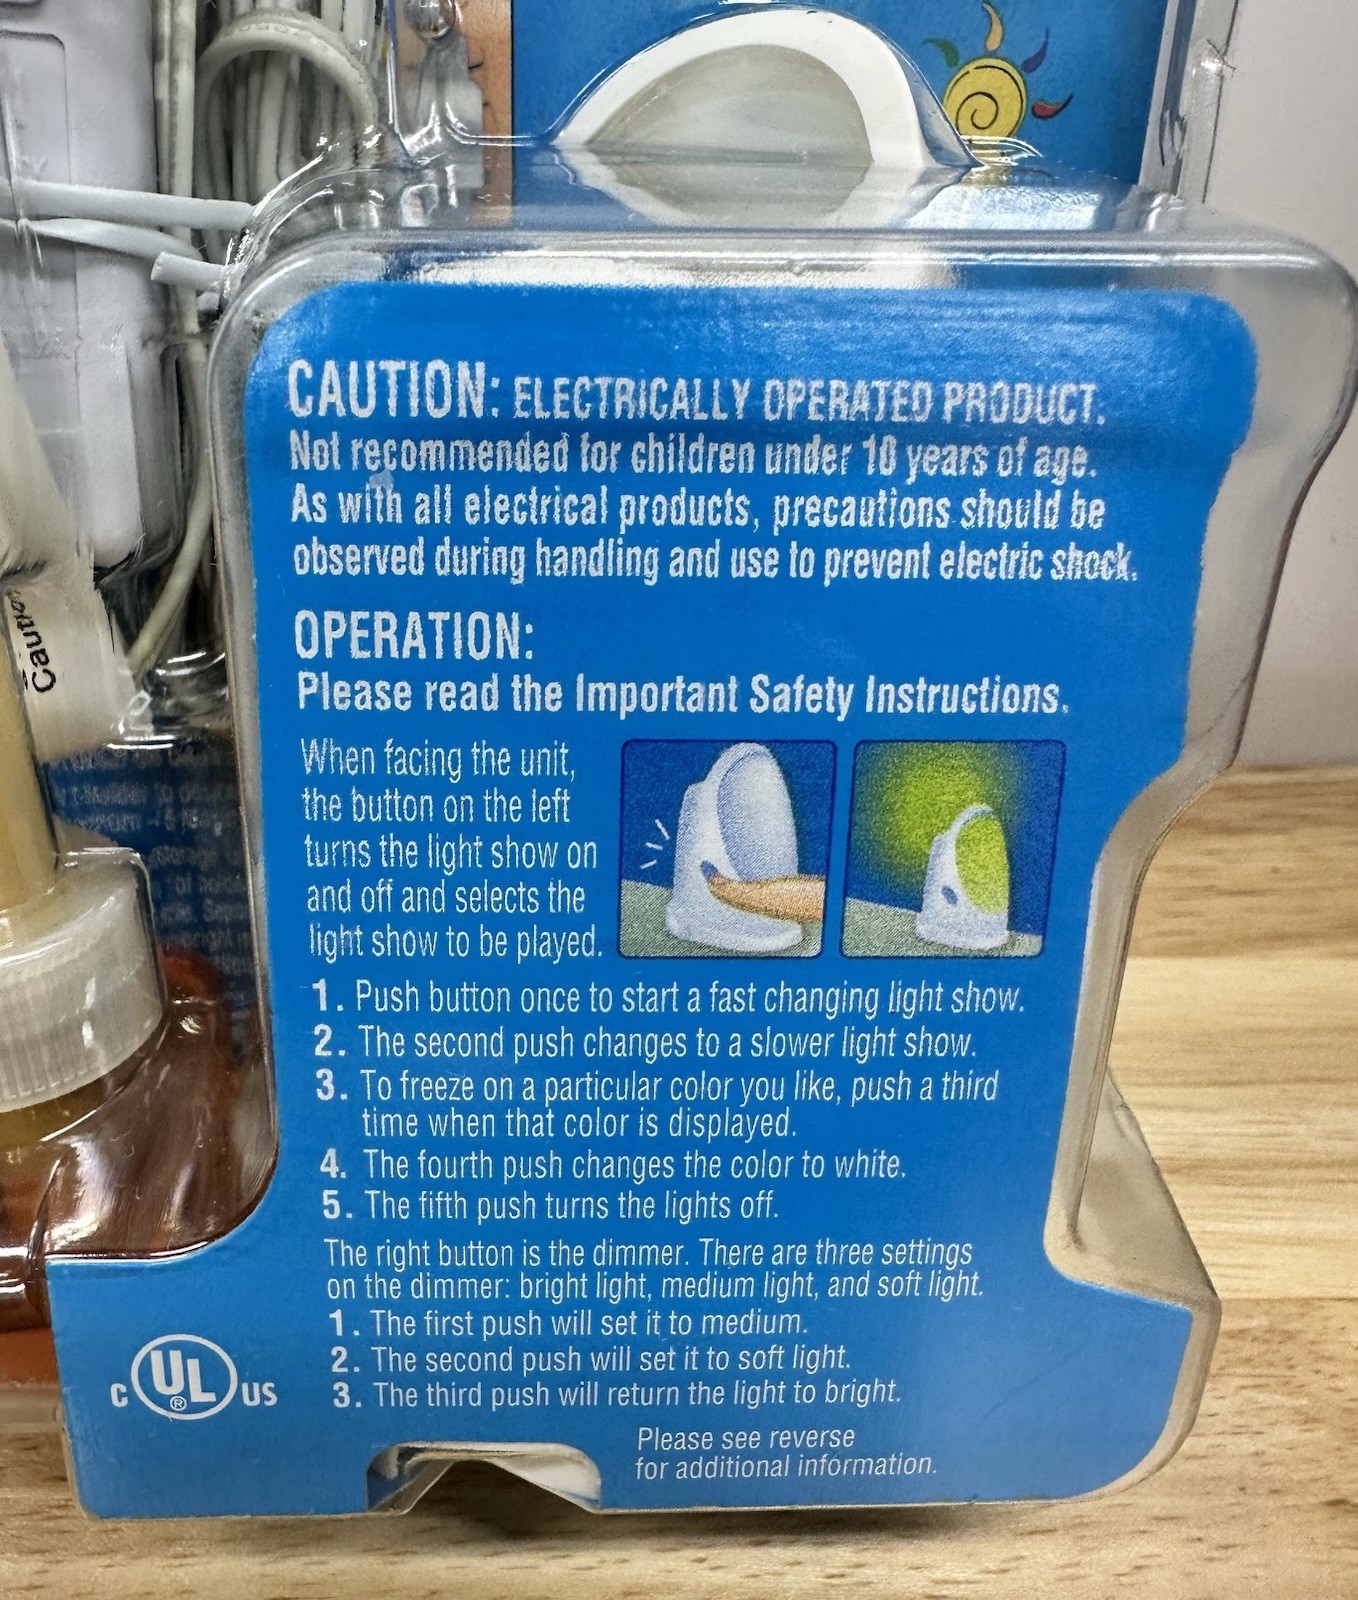 CAUTION: ELECTRICALLY OPERATED PRODUCT.
Not recommended for children under 10 years of age.
As with all electrical products, precautions should be
observed during handling and use to prevent electric shock.
OPERATION:
Please read the Important Safety Instructions.
When facing the unit,
the button on the left
turns the light show on
and off and selects the
light show to be played.
1. Push button once to start a fast changing light show.
2. The second push changes to a slower light show.
3. To freeze on a particular color you like, push a third
time when that color is displayed.
4. The fourth push changes the color to white.
5. The fifth push turns the lights off.
The right button is the dimmer. There are three settings
on the dimmer: bright light, medium light, and soft light.
1. The first push will set it to medium.
2. The second push will set it to soft light.
3. The third push will return the light to bright.
C UL ® US
Please see reverse
for additional information.